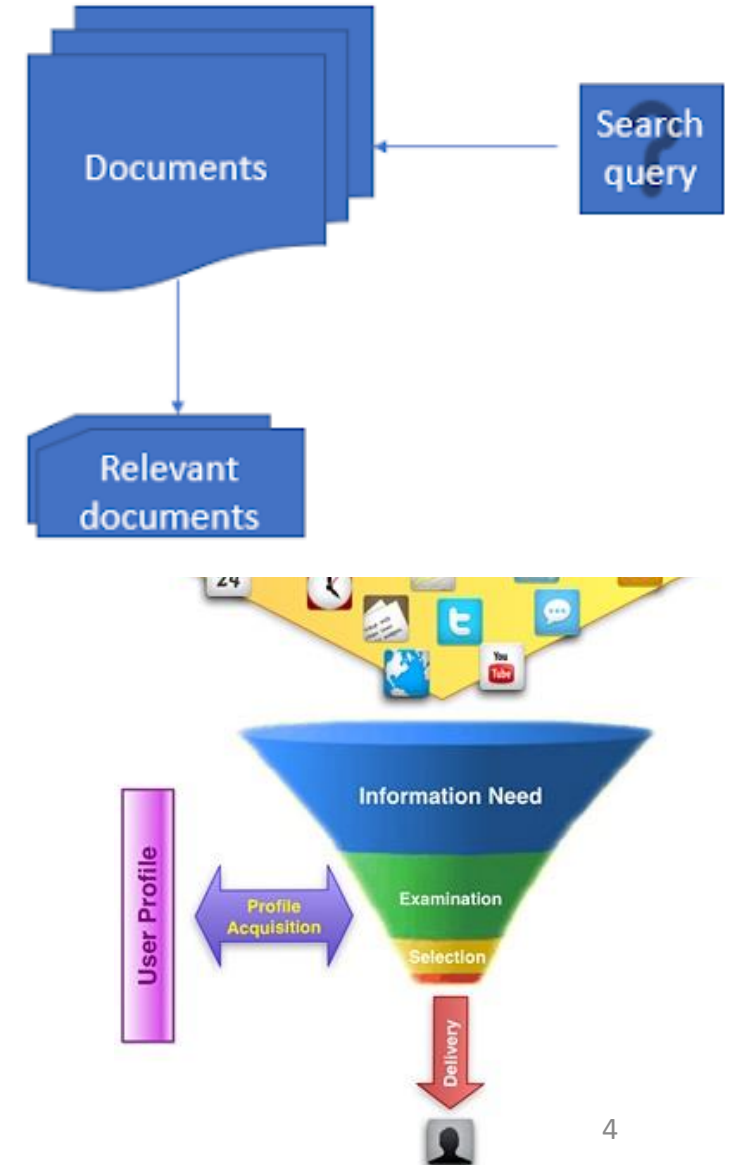 Documents
Search
query
Relevant
documents
24
You
Tube
Information Need
User Profile
Profile
Acquisition
Examination
Selection
Delivery
4